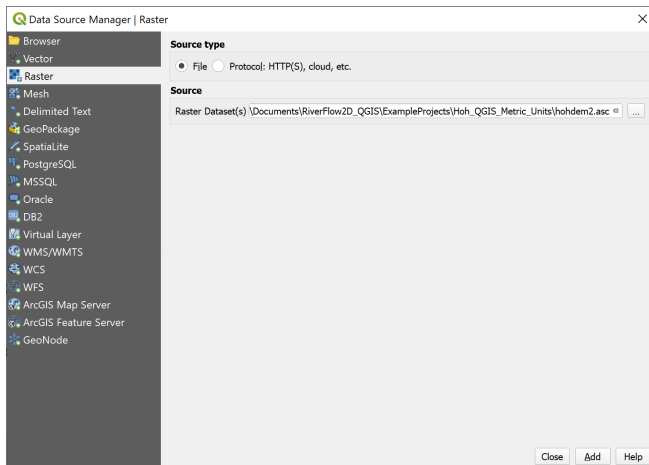 Data Source Manager | Raster
Browser
Vector
Raster
Mesh
Delimited Text
GeoPackage
SpatiaLite
PostgreSQL
MSSQL
Oracle
DB2
Virtual Layer
WMS/WMTS
WCS
WFS
ArcGIS Map Server
ArcGIS Feature Server
GeoNode
Source type
File Protocol: HTTP(S), cloud, etc.
Source
Raster Dataset(s) \Documents\RiverFlow2D_QGIS\ExampleProjects\Hoh_QGIS_Metric_Units\hohdem2.asc ...
Close Add Help